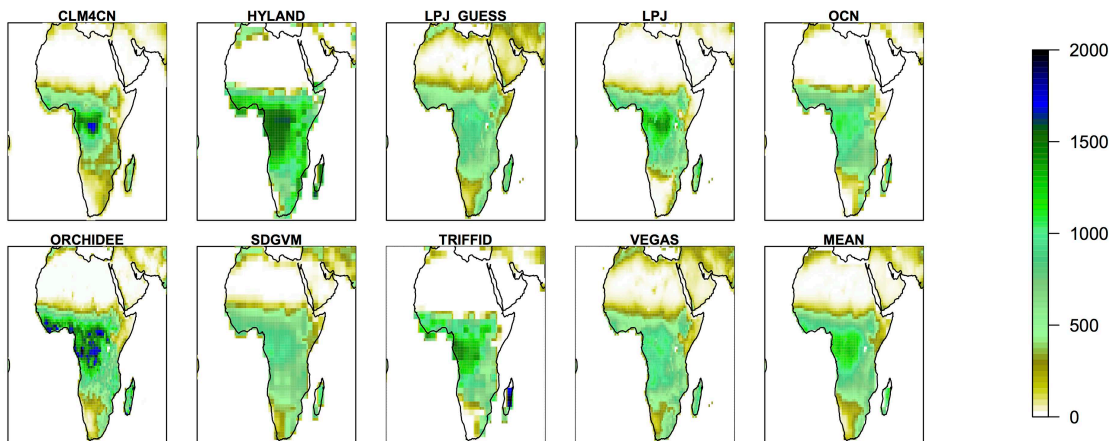 CLM4CN
HYLAND
LPJ_GUESS
LPJ
OCN
ORCHIDEE
SDGVM
TRIFFID
VEGAS
MEAN
2000
1500
1000
500
0